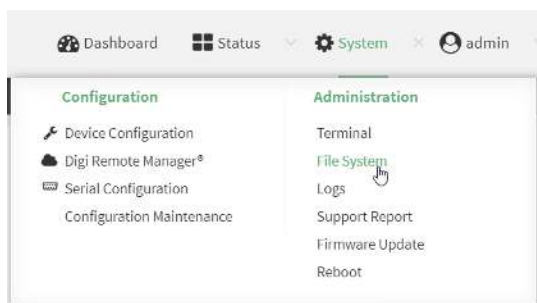 Dashboard Status System admin
Configuration
Device Configuration
Digi Remote Manager®
Serial Configuration
Configuration Maintenance
Administration
Terminal
File System
Logs
Support Report
Firmware Update
Reboot